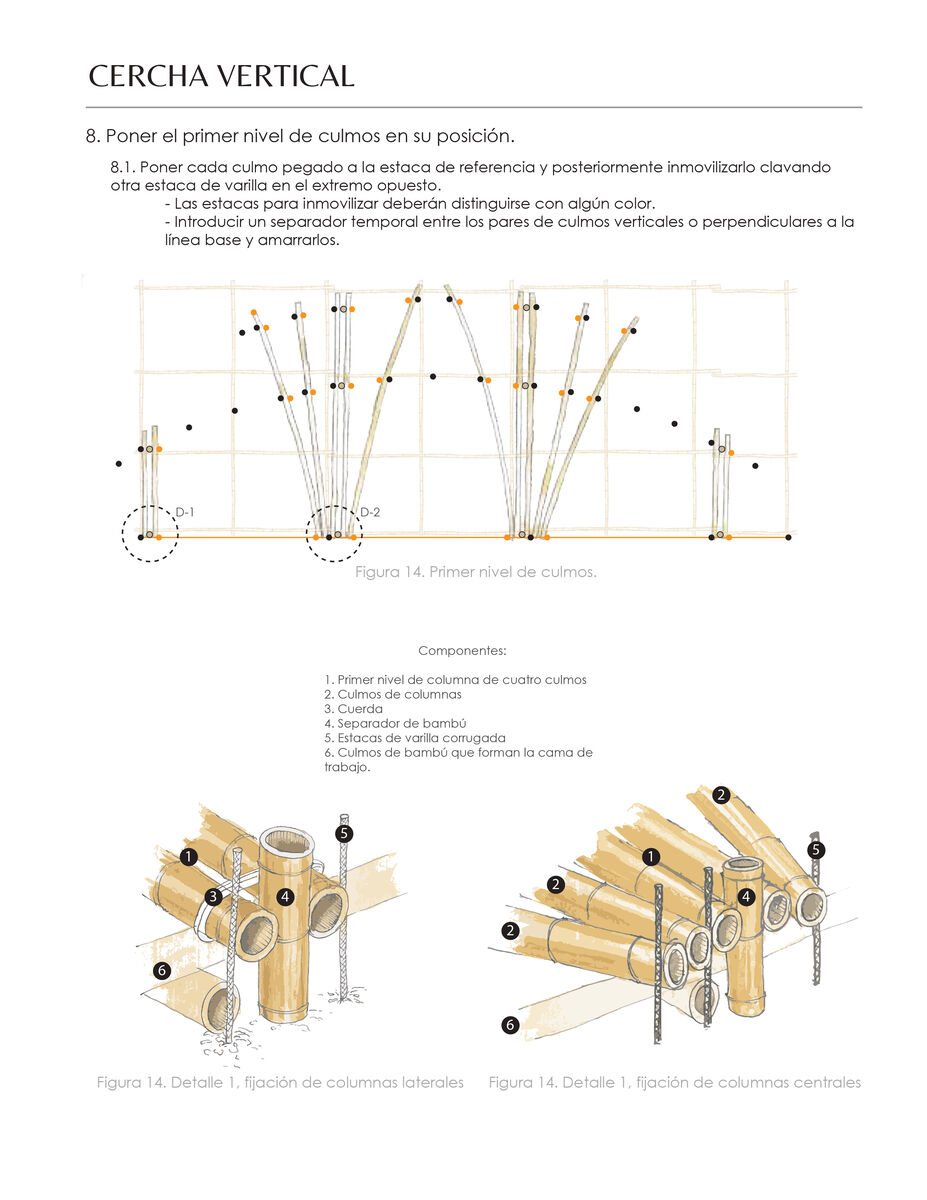 CERCHA VERTICAL
8. Poner el primer nivel de culmos en su posición.
8.1. Poner cada culmo pegado a la estaca de referencia y posteriormente inmovilizarlo clavando
otra estaca de varilla en el extremo opuesto.
- Las estacas para inmovilizar deberán distinguirse con algún color.
- Introducir un separador temporal entre los pares de culmos verticales o perpendiculares a la
línea base y amarrarlos.
D-1
D-2
Figura 14. Primer nivel de culmos.
Componentes:
1. Primer nivel de columna de cuatro culmos
2. Culmos de columnas
3. Cuerda
4. Separador de bambú
5. Estacas de varilla corrugada
6. Culmos de bambú que forman la cama de
trabajo.
1
3
4
5
6
2
1
5
2
4
2
6
Figura 14. Detalle 1, fijación de columnas laterales
Figura 14. Detalle 1, fijación de columnas centrales